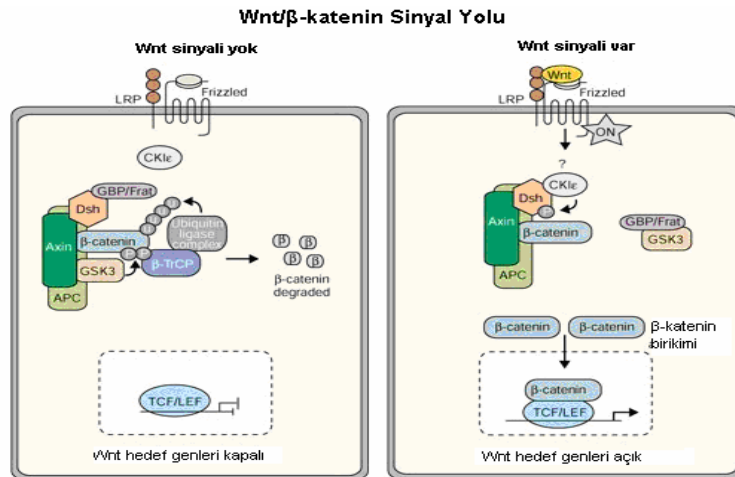 Wnt/β-katenin Sinyal Yolu
Wnt sinyali yok
LRP
Frizzled
CKIε
GBP/Frat
Dsh
Axin
β-catenin
Ubiquitin
ligase
complex
GSK3
β-TrCP
APC
β β
β β
β-catenin
degraded
TCF/LEF
Wnt hedef genleri kapalı
Wnt sinyali var
Wnt
LRP
Frizzled
ON
?
CKIε
Dsh
Axin
β-catenin
APC
GBP/Frat
GSK3
β-catenin
β-catenin
β-katenin
birikimi
β-catenin
TCF/LEF
Wnt hedef genleri açık